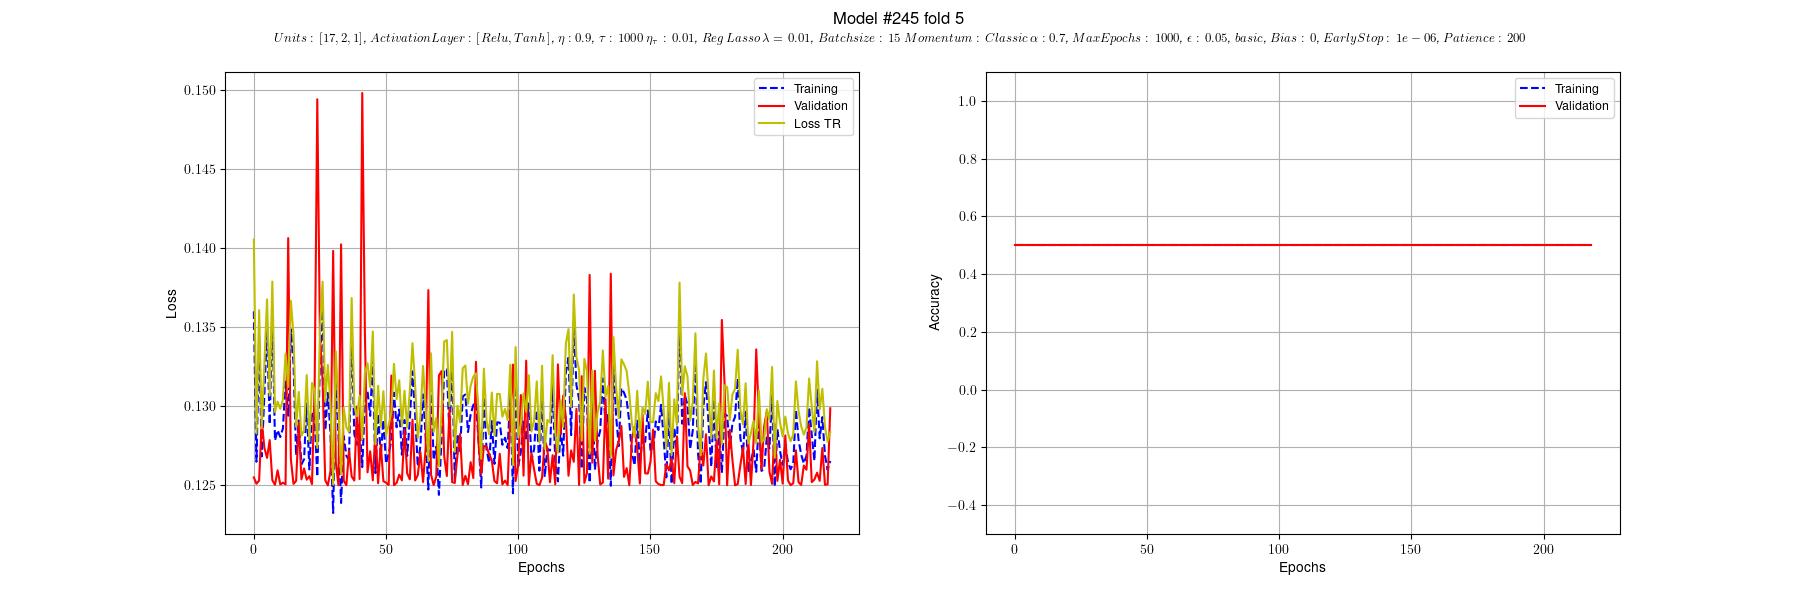 Model #245 fold 5
Units : [17, 2, 1], ActivationLayer : [Relu, Tanh], η : 0.9, τ : 1000 ητ : 0.01, Reg Lasso λ = 0.01, Batchsize : 15 Momentum : Classic α : 0.7, MaxEpochs : 1000, ϵ : 0.05, basic, Bias : 0, EarlyStop : 1e − 06, Patience : 200
Training
Validation
Loss TR
0.150
0.145
0.140
0.135
0.130
0.125
Loss
0 50 100 150 200
Epochs
Training
Validation
1.0
0.8
0.6
0.4
0.2
0.0
−0.2
−0.4
Accuracy
0 50 100 150 200
Epochs